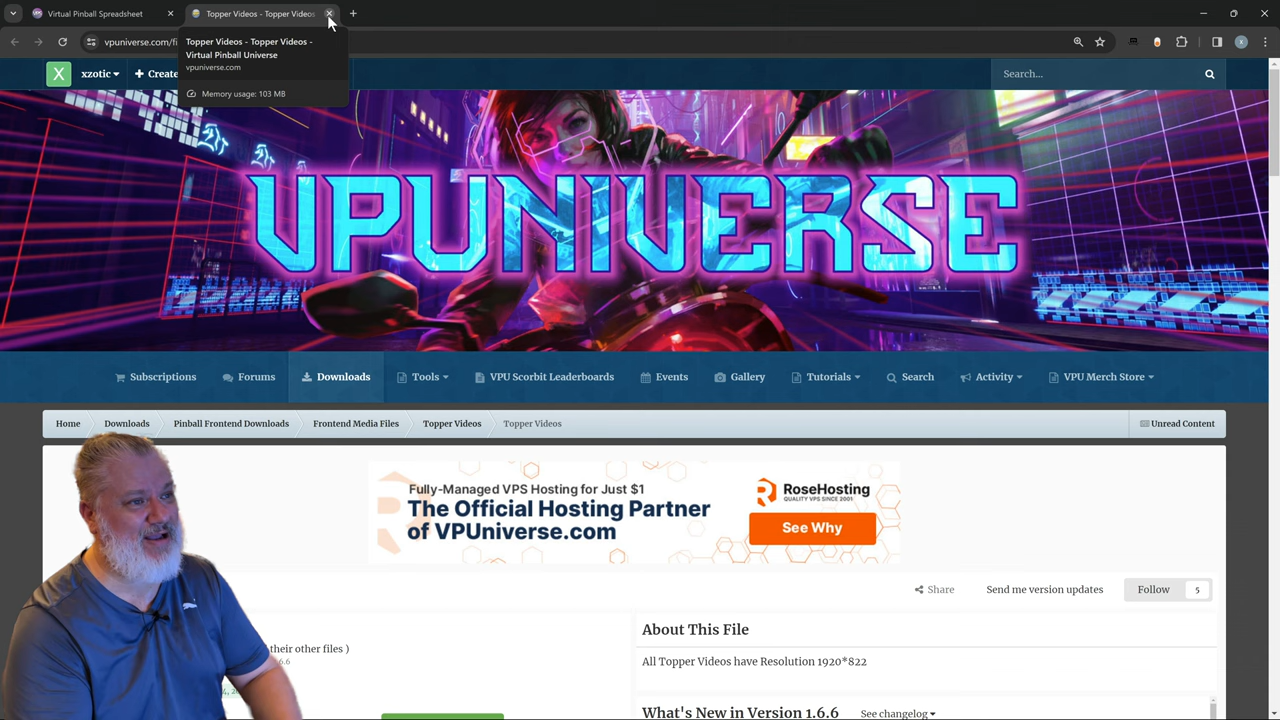 Virtual Pinball Spreadsheet
Topper Videos - Topper Videos
vpuniverse.com/fi
Topper Videos - Topper Videos -
Virtual Pinball Universe
vpuniverse.com
Memory usage: 103 MB
X
X
xzotic
Create
Search...
VPUNIVERSE
Subscriptions
Forums
Downloads
Tools
VPU Scorbit Leaderboards
Events
Gallery
Tutorials
Search
Activity
VPU Merch Store
Home
Downloads
Pinball Frontend Downloads
Frontend Media Files
Topper Videos
Topper Videos
Unread Content
Fully-Managed VPS Hosting for Just $1
The Official Hosting Partner
of VPUniverse.com
RoseHosting
QUALITY VPS SINCE 2001
See Why
Share
Send me version updates
Follow
5
their other files )
About This File
All Topper Videos have Resolution 1920*822
What's New in Version 1.6.6
See changelog